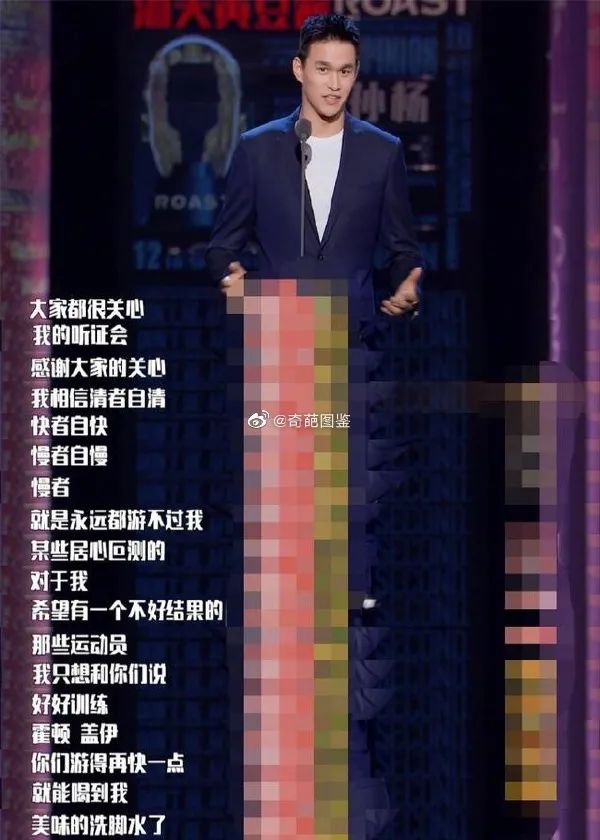 ROAST
孙杨
ROAST
12
大家都很关心
我的听证会
感谢大家的关心
我相信清者自清
@奇葩图鉴
快者自快
慢者自慢
慢者
就是永远都游不过我
某些居心叵测的
对于我
希望有一个不好结果的
那些运动员
我只想和你们说
好好训练
霍顿 盖伊
你们游得再快一点
就能喝到我
美味的洗脚水了